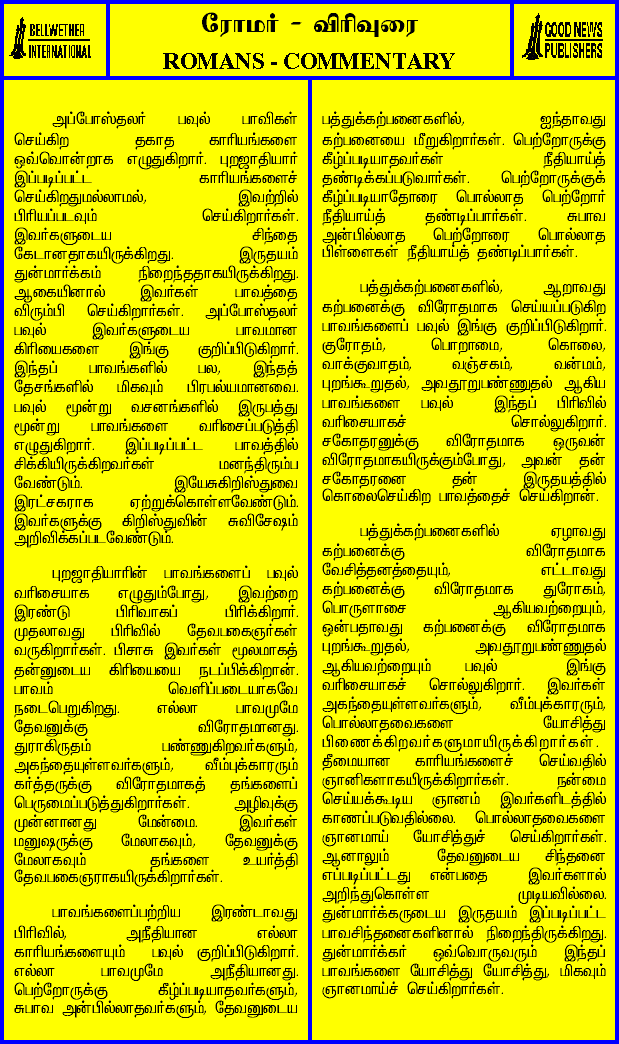 BELLWETHER
INTERNATIONAL
ரோமர் - விரிவுரை
ROMANS - COMMENTARY
GOOD NEWS
PUBLISHERS
அப்போஸ்தலர் பவுல் பாவிகள்
செய்கிற தகாத காரியங்களை
ஒவ்வொன்றாக எழுதுகிறார். புறஜாதியார்
இப்படிப்பட்ட காரியங்களைச்
செய்கிறதுமல்லாமல், இவற்றில்
பிரியப்படவும் செய்கிறார்கள்.
இவர்களுடைய சிந்தை
கேடானதாகயிருக்கிறது. இருதயம்
துன்மார்க்கம் நிறைந்ததாகயிருக்கிறது.
ஆகையினால் இவர்கள் பாவத்தை
விரும்பி செய்கிறார்கள். அப்போஸ்தலர்
பவுல் இவர்களுடைய பாவமான
கிரியைகளை இங்கு குறிப்பிடுகிறார்.
இந்தப் பாவங்களில் பல, இந்தத்
தேசங்களில் மிகவும் பிரபல்யமானவை.
பவுல் மூன்று வசனங்களில் இருபத்து
மூன்று பாவங்களை வரிசைப்படுத்தி
எழுதுகிறார். இப்படிப்பட்ட பாவத்தில்
சிக்கியிருக்கிறவர்கள் மனந்திரும்ப
வேண்டும். இயேசுகிறிஸ்துவை
இரட்சகராக ஏற்றுக்கொள்ளவேண்டும்.
இவர்களுக்கு கிறிஸ்துவின் சுவிசேஷம்
அறிவிக்கப்படவேண்டும்.
புறஜாதியாரின் பாவங்களைப் பவுல்
வரிசையாக எழுதும்போது, இவற்றை
இரண்டு பிரிவாகப் பிரிக்கிறார்.
முதலாவது பிரிவில் தேவபகைஞர்கள்
வருகிறார்கள். பிசாசு இவர்கள் மூலமாகத்
தன்னுடைய கிரியையை நடப்பிக்கிறான்.
பாவம் வெளிப்படையாகவே
நடைபெறுகிறது. எல்லா பாவமுமே
தேவனுக்கு விரோதமானது.
துராகிருதம் பண்ணுகிறவர்களும்,
அகந்தையுள்ளவர்களும், வீம்புக்காரரும்
கர்த்தருக்கு விரோதமாகத் தங்களைப்
பெருமைப்படுத்துகிறார்கள். அழிவுக்கு
முன்னானது மேன்மை. இவர்கள்
மனுஷருக்கு மேலாகவும், தேவனுக்கு
மேலாகவும் தங்களை உயர்த்தி
தேவபகைஞராகயிருக்கிறார்கள்.
பாவங்களைப்பற்றிய இரண்டாவது
பிரிவில், அநீதியான எல்லா
காரியங்களையும் பவுல் குறிப்பிடுகிறார்.
எல்லா பாவமுமே அநீதியானது.
பெற்றோருக்கு கீழ்ப்படியாதவர்களும்,
சுபாவ அன்பில்லாதவர்களும், தேவனுடைய
பத்துக்கற்பனைகளில், ஐந்தாவது
கற்பனையை மீறுகிறார்கள். பெற்றோருக்கு
கீழ்ப்படியாதவர்கள் நீதியாய்த்
தண்டிக்கப்படுவார்கள். பெற்றோருக்குக்
கீழ்ப்படியாதோரை பொல்லாத பெற்றோர்
நீதியாய்த் தண்டிப்பார்கள். சுபாவ
அன்பில்லாத பெற்றோரை பொல்லாத
பிள்ளைகள் நீதியாய்த் தண்டிப்பார்கள்.
பத்துக்கற்பனைகளில், ஆறாவது
கற்பனைக்கு விரோதமாக செய்யப்படுகிற
பாவங்களைப் பவுல் இங்கு குறிப்பிடுகிறார்.
குரோதம், பொறாமை, கொலை,
வாக்குவாதம், வஞ்சகம், வன்மம்,
புறங்கூறுதல், அவதூறுபண்ணுதல் ஆகிய
பாவங்களை பவுல் இந்தப் பிரிவில்
வரிசையாகச் சொல்லுகிறார்.
சகோதரனுக்கு விரோதமாக ஒருவன்
விரோதமாகயிருக்கும்போது, அவன் தன்
சகோதரனை தன் இருதயத்தில்
கொலைசெய்கிற பாவத்தைச் செய்கிறான்.
பத்துக்கற்பனைகளில் ஏழாவது
கற்பனைக்கு விரோதமாக
வேசித்தனத்தையும், எட்டாவது
கற்பனைக்கு விரோதமாக துரோகம்,
பொருளாசை ஆகியவற்றையும்,
ஒன்பதாவது கற்பனைக்கு விரோதமாக
புறங்கூறுதல், அவதூறுபண்ணுதல்
ஆகியவற்றையும் பவுல் இங்கு
வரிசையாகச் சொல்லுகிறார். இவர்கள்
அகந்தையுள்ளவர்களும், வீம்புக்காரரும்,
பொல்லாதவைகளை யோசித்து
பிணைக்கிறவர்களுமாயிருக்கிறார்கள்.
தீமையான காரியங்களைச் செய்வதில்
ஞானிகளாகயிருக்கிறார்கள். நன்மை
செய்யக்கூடிய ஞானம் இவர்களிடத்தில்
காணப்படுவதில்லை. பொல்லாதவைகளை
ஞானமாய் யோசித்துச் செய்கிறார்கள்.
ஆனாலும் தேவனுடைய சிந்தனை
எப்படிப்பட்டது என்பதை இவர்களால்
அறிந்துகொள்ள முடியவில்லை.
துன்மார்க்கருடைய இருதயம் இப்படிப்பட்ட
பாவசிந்தனைகளினால் நிறைந்திருக்கிறது.
துன்மார்க்கர் ஒவ்வொருவரும் இந்தப்
பாவங்களை யோசித்து யோசித்து, மிகவும்
ஞானமாய்ச் செய்கிறார்கள்.